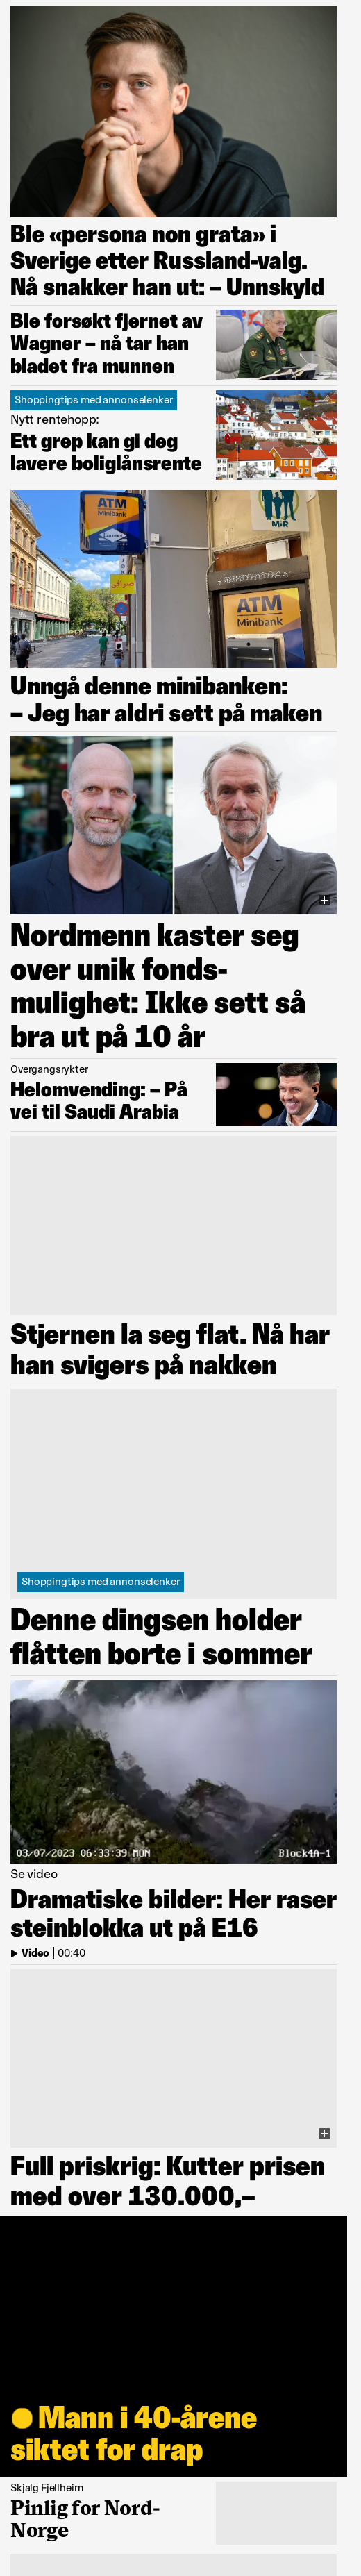 Ble «persona non grata» i
Sverige etter Russland-valg.
Nå snakker han ut: – Unnskyld
Ble forsøkt fjernet av
Wagner – nå tar han
bladet fra munnen
Shoppingtips med annonselenker
Nytt rentehopp:
Ett grep kan gi deg
lavere boliglånsrente
ATM
Minibank
صرافی
MiR
ATM
Minibank
Unngå denne minibanken:
– Jeg har aldri sett på maken
Nordmenn kaster seg
over unik fonds-
mulighet: Ikke sett så
bra ut på 10 år
Overgangsrykter
Helomvending: – På
vei til Saudi Arabia
Stjernen la seg flat. Nå har
han svigers på nakken
Shoppingtips med annonselenker
Denne dingsen holder
flåtten borte i sommer
03/07/2023 06:33:39 MON
Block4A-1
Se video
Dramatiske bilder: Her raser
steinblokka ut på E16
Video | 00:40
Full priskrig: Kutter prisen
med over 130.000,–
Mann i 40-årene
siktet for drap
Skjalg Fjellheim
Pinlig for Nord-
Norge